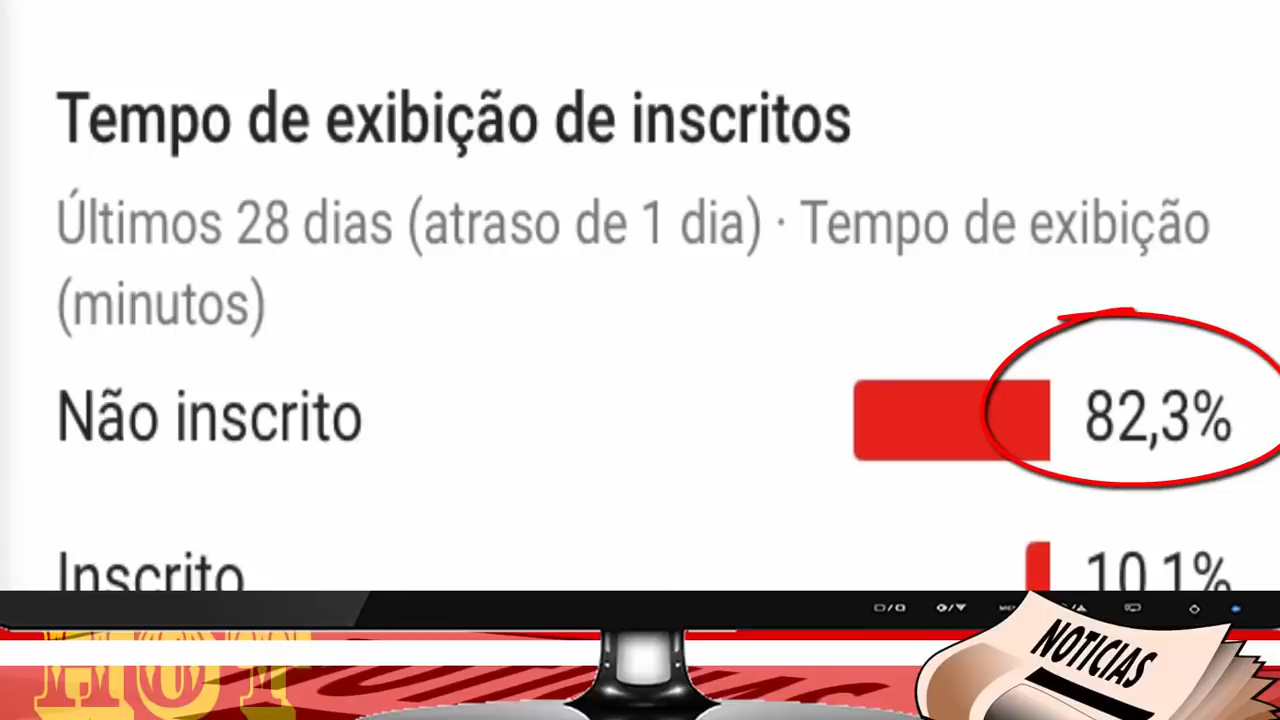 Tempo de exibição de inscritos
Últimos 28 dias (atraso de 1 dia) · Tempo de exibição
(minutos)
Não inscrito 82,3%
Inscrito 10,1%
NOTICIAS
HOT